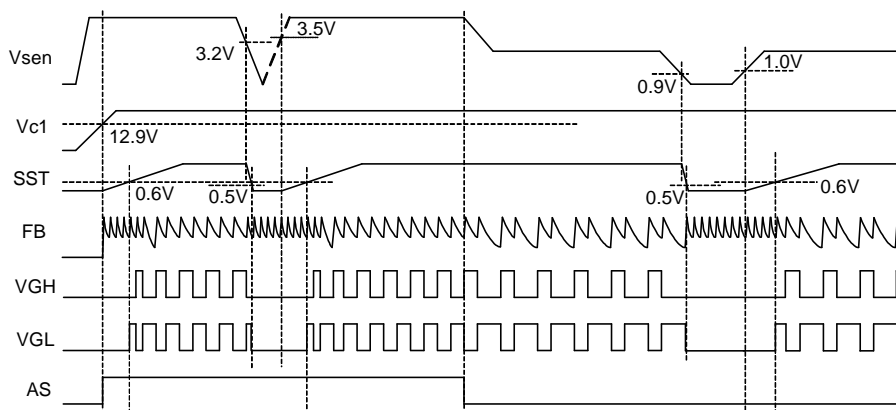 3.5V
3.2V
Vsen
1.0V
0.9V
Vc1
12.9V
SST
0.6V
0.5V
0.5V
0.6V
FB
VGH
VGL
AS